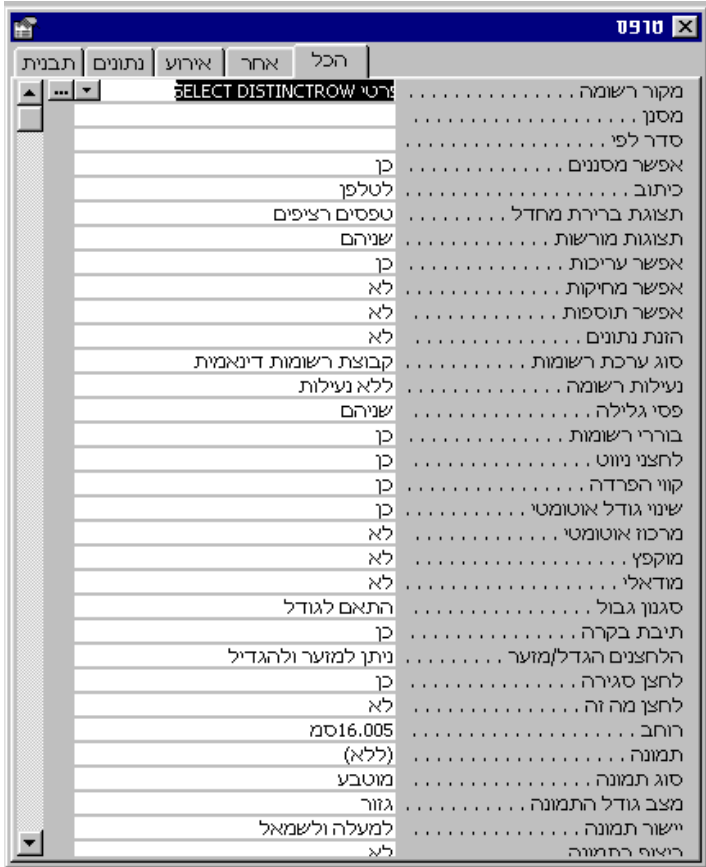 טופס
הכל אחר אירוע נתונים תבנית
מקור רשומה . . . . . . . . . . . . . . . . SELECT DISTINCTROW פרטי ...
מסנן . . . . . . . . . . . . . . . . . . . .
סדר לפי . . . . . . . . . . . . . . . . . .
אפשר מסננים . . . . . . . . . . . . . . כן
כיתוב . . . . . . . . . . . . . . . . . . . . לטלפן
תצוגת ברירת מחדל . . . . . . . . . טפסים רציפים
תצוגות מורשות . . . . . . . . . . . . . שניהם
אפשר עריכות . . . . . . . . . . . . . . כן
אפשר מחיקות . . . . . . . . . . . . . . לא
אפשר תוספות . . . . . . . . . . . . . . לא
הזנת נתונים . . . . . . . . . . . . . . . לא
סוג ערכת רשומות . . . . . . . . . . . קבוצת רשומות דינאמית
נעילות רשומה . . . . . . . . . . . . . . ללא נעילות
פסי גלילה . . . . . . . . . . . . . . . . . שניהם
בוררי רשומות . . . . . . . . . . . . . . כן
לחצני ניווט . . . . . . . . . . . . . . . . כן
קווי הפרדה . . . . . . . . . . . . . . . . כן
שינוי גודל אוטומטי . . . . . . . . . . . כן
מרכוז אוטומטי . . . . . . . . . . . . . לא
מוקפץ . . . . . . . . . . . . . . . . . . . לא
מודאלי . . . . . . . . . . . . . . . . . . . לא
סגנון גבול . . . . . . . . . . . . . . . . . התאם לגודל
תיבת בקרה . . . . . . . . . . . . . . . . כן
הלחצנים הגדל/מזער . . . . . . . . . ניתן למזער ולהגדיל
לחצן סגירה . . . . . . . . . . . . . . . . כן
לחצן מה זה . . . . . . . . . . . . . . . . לא
רוחב . . . . . . . . . . . . . . . . . . . . . 16.005סמ
תמונה . . . . . . . . . . . . . . . . . . . . (ללא)
סוג תמונה . . . . . . . . . . . . . . . . . מוטבע
מצב גודל התמונה . . . . . . . . . . . גזור
יישור תמונה . . . . . . . . . . . . . . . למעלה ולשמאל
ריצוף בתמונה לא